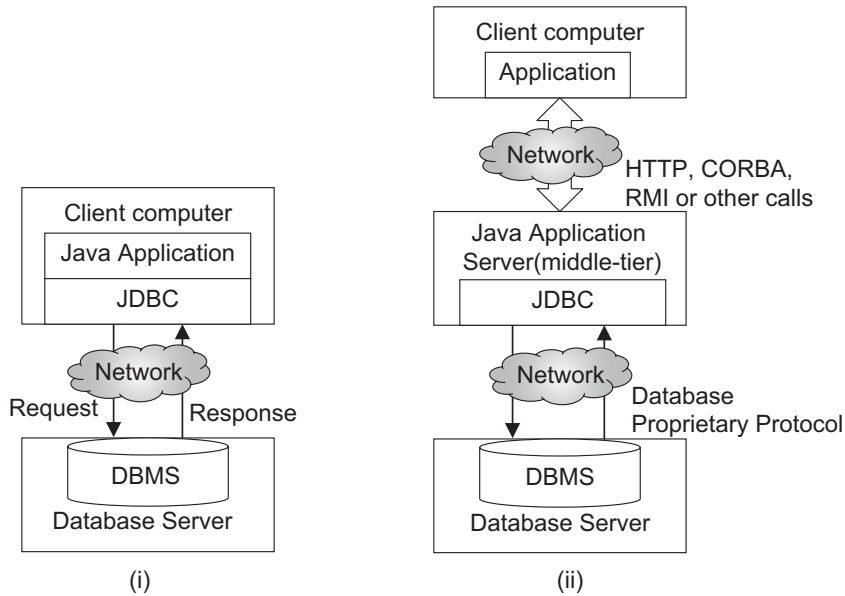 Client computer
Java Application
JDBC
Network
Request
Response
DBMS
Database Server
(i)
Client computer
Application
Network
HTTP, CORBA,
RMI or other calls
Java Application
Server(middle-tier)
JDBC
Network
Database
Proprietary Protocol
DBMS
Database Server
(ii)